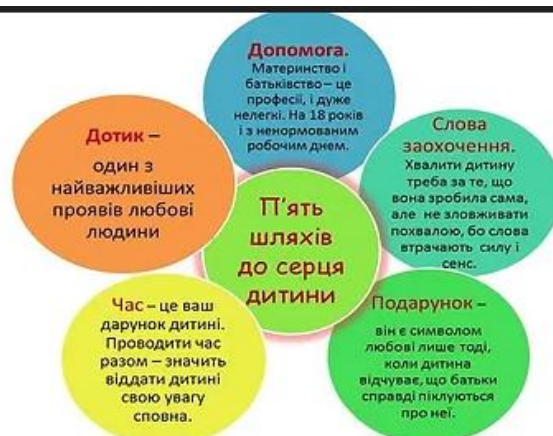 Допомога.
Материнство і
батьківство – це
професії, і дуже
нелегкі. На 18 років
і з ненормованим
робочим днем.
Дотик –
один з
найважливіших
проявів любові
людини
Слова
заохочення.
Хвалити дитину
треба за те, що
вона зробила сама,
але не зловживати
похвалою, бо слова
втрачають силу і
сенс.
П'ять
шляхів
до серця
дитини
Час – це ваш
дарунок дитині.
Проводити час
разом – значить
віддати дитині
свою увагу
сповна.
Подарунок –
він є символом
любові лише тоді,
коли дитина
відчуває, що батьки
справді піклуються
про неї.